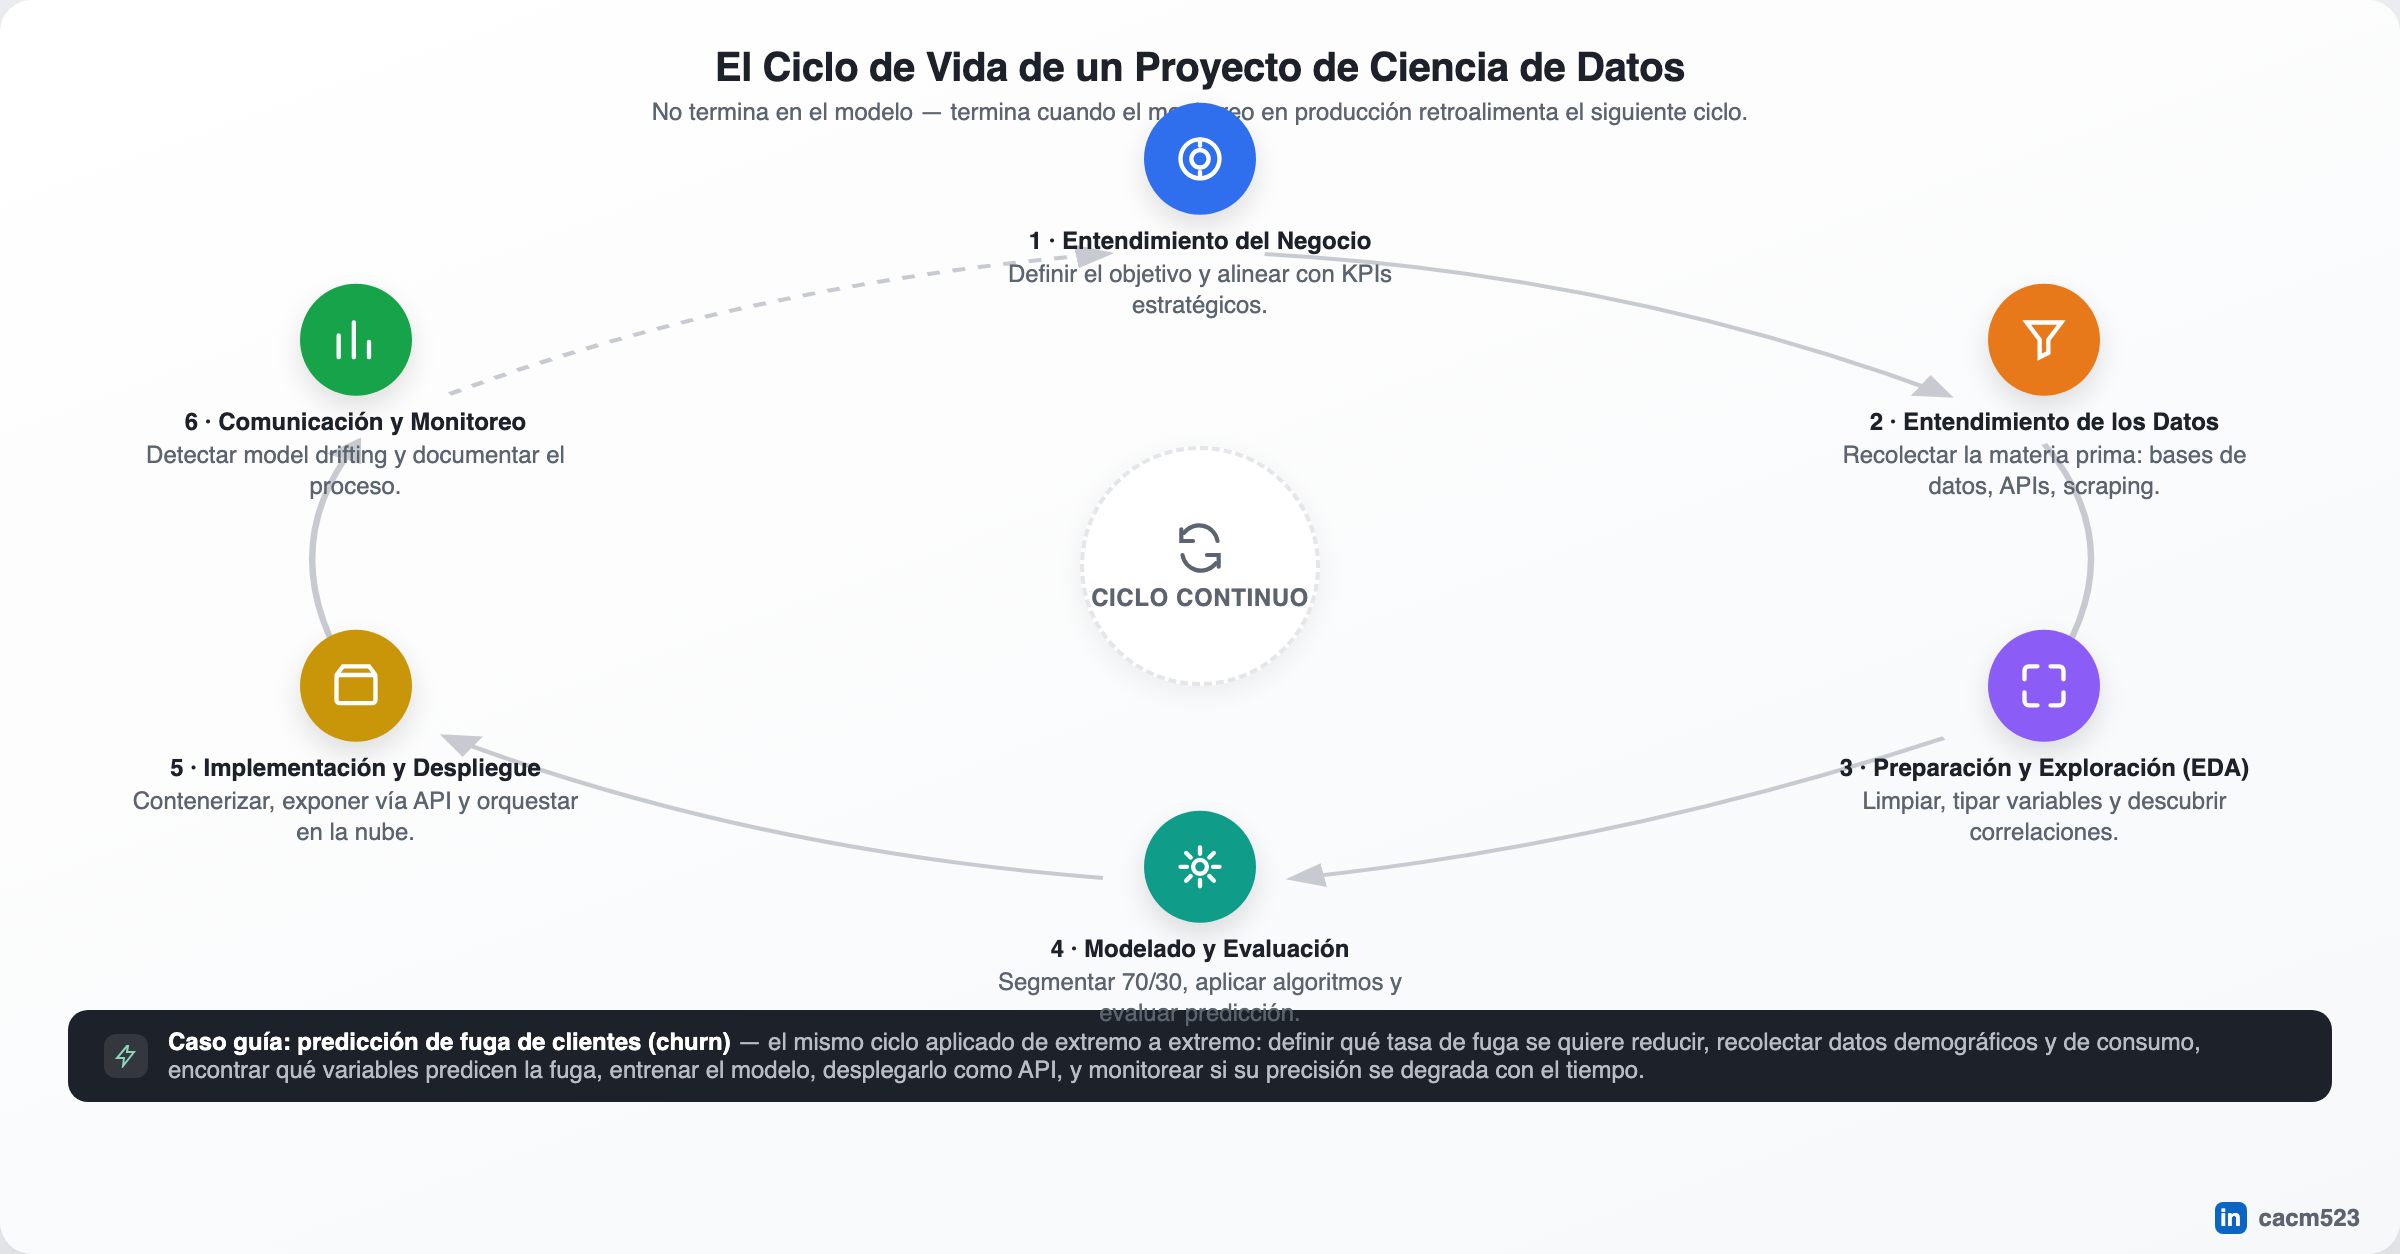 El Ciclo de Vida de un Proyecto de Ciencia de Datos
No termina en el modelo — termina cuando el eo en producción retroalimenta el siguiente ciclo.
1 · Entendimiento del Negocio
Definir el objetivo y alinear con KPIs
estratégicos.
2 · Entendimiento de los Datos
Recolectar la materia prima: bases de
datos, APIs, scraping.
3 · Preparación y Exploración (EDA)
Limpiar, tipar variables y descubrir
correlaciones.
4 · Modelado y Evaluación
Segmentar 70/30, aplicar algoritmos y
evaluar predicción.
5 · Implementación y Despliegue
Contenerizar, exponer vía API y orquestar
en la nube.
6 · Comunicación y Monitoreo
Detectar model drifting y documentar el
proceso.
CICLO CONTINUO
Caso guía: predicción de fuga de clientes (churn) — el mismo ciclo aplicado de extremo a extremo: definir qué tasa de fuga se quiere reducir, recolectar datos demográficos y de consumo,
encontrar qué variables predicen la fuga, entrenar el modelo, desplegarlo como API, y monitorear si su precisión se degrada con el tiempo.
in cacm523